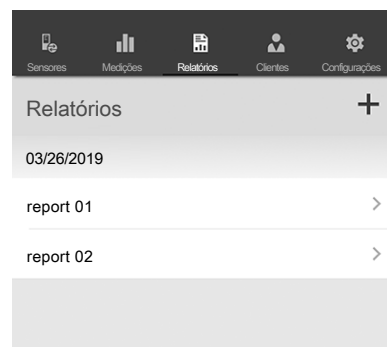 Sensores Medições Relatórios Clientes Configurações
Relatórios +
03/26/2019
report 01
report 02